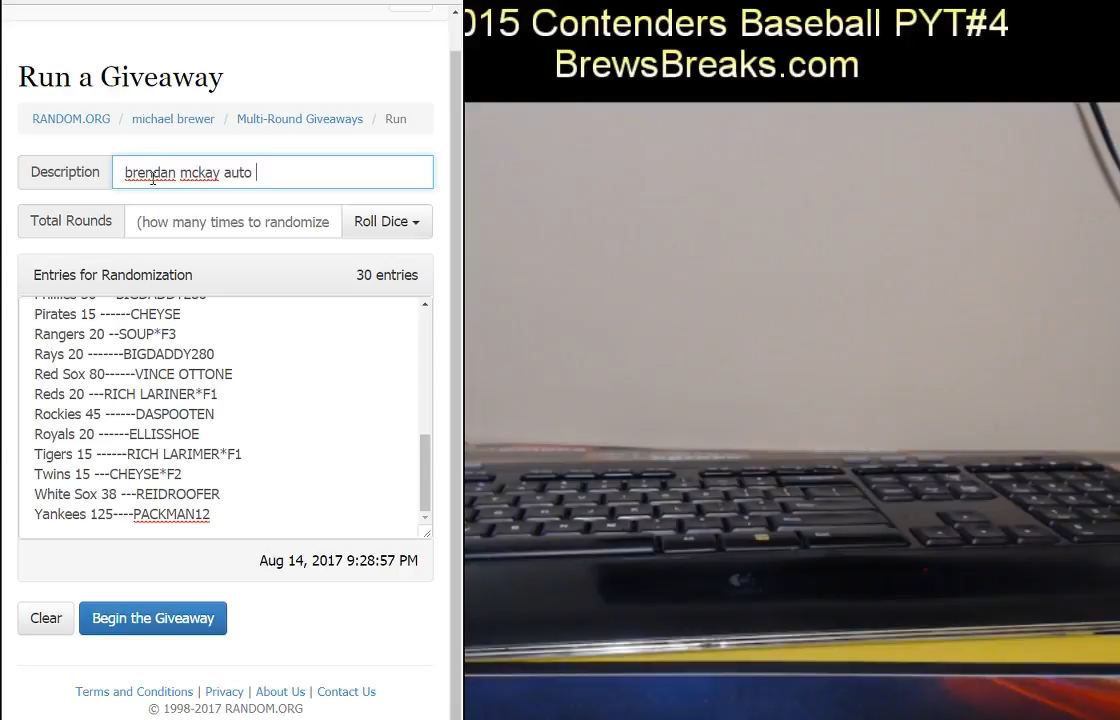 015 Contenders Baseball PYT#4
BrewsBreaks.com
Run a Giveaway
RANDOM.ORG / michael brewer / Multi-Round Giveaways / Run
Description brendan mckay auto
Total Rounds (how many times to randomize Roll Dice
Entries for Randomization 30 entries
Phillies 30 ---BIGDADDY280
Pirates 15 ------CHEYSE
Rangers 20 --SOUP*F3
Rays 20 -------BIGDADDY280
Red Sox 80------VINCE OTTONE
Reds 20 ---RICH LARINER*F1
Rockies 45 ------DASPOOTEN
Royals 20 ------ELLISSHOE
Tigers 15 ------RICH LARIMER*F1
Twins 15 ---CHEYSE*F2
White Sox 38 ---REIDROOFER
Yankees 125----PACKMAN12
Aug 14, 2017 9:28:57 PM
Clear Begin the Giveaway
Terms and Conditions | Privacy | About Us | Contact Us
© 1998-2017 RANDOM.ORG